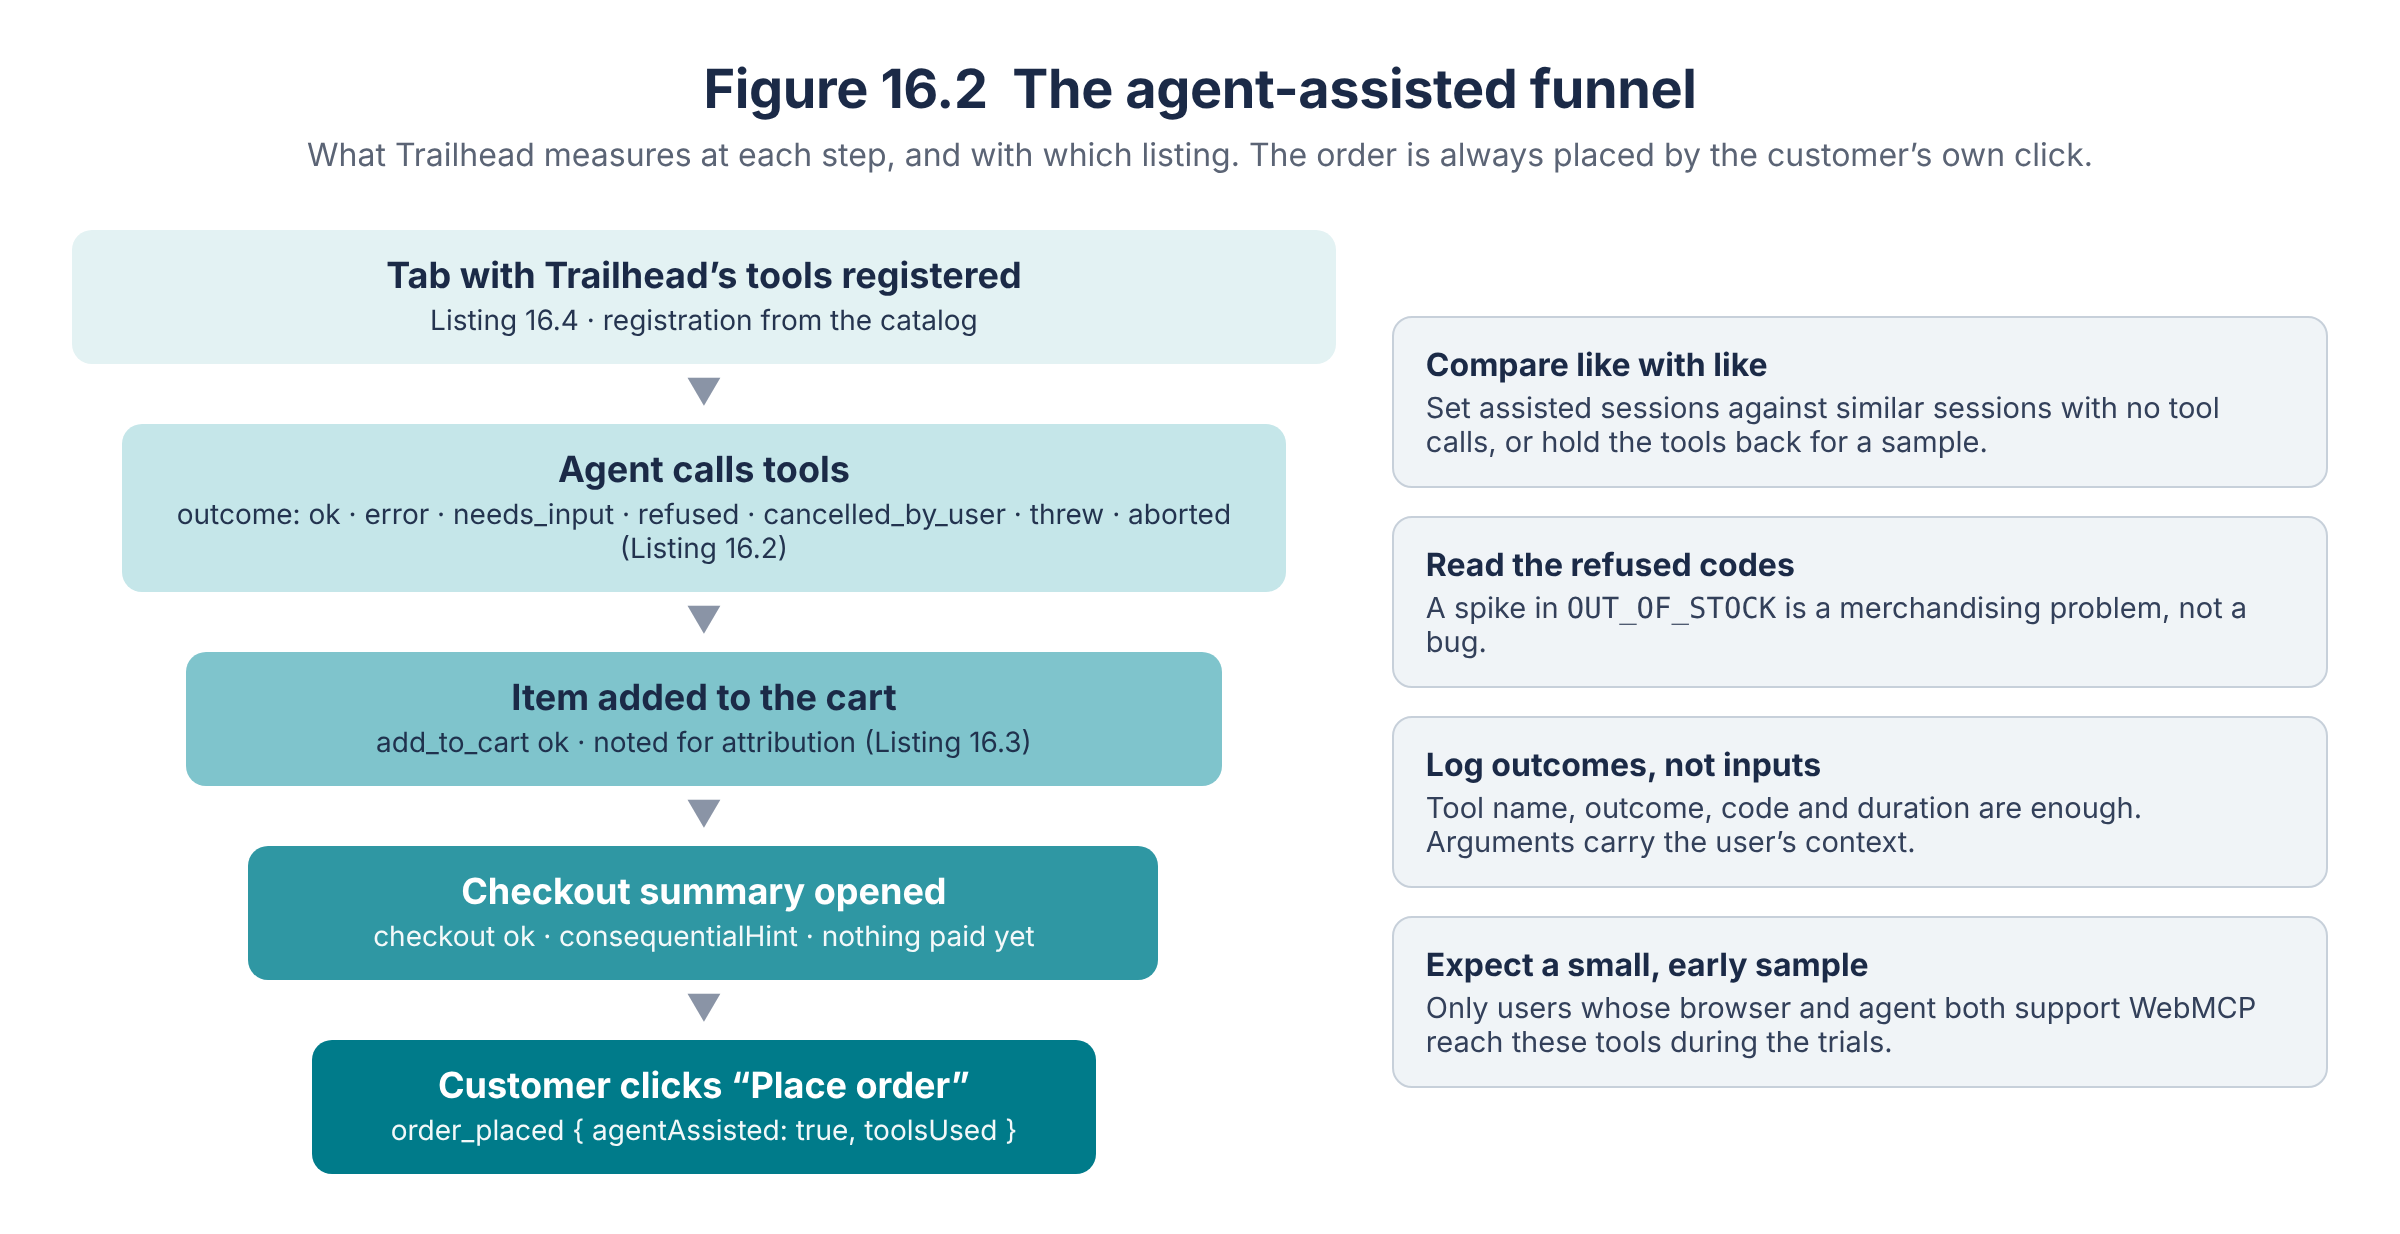 Figure 16.2 The agent-assisted funnel
What Trailhead measures at each step, and with which listing. The order is always placed by the customer’s own click.
Tab with Trailhead’s tools registered
Listing 16.4 · registration from the catalog
Agent calls tools
outcome: ok · error · needs_input · refused · cancelled_by_user · threw · aborted
(Listing 16.2)
Item added to the cart
add_to_cart ok · noted for attribution (Listing 16.3)
Checkout summary opened
checkout ok · consequentialHint · nothing paid yet
Customer clicks “Place order”
order_placed { agentAssisted: true, toolsUsed }
Compare like with like
Set assisted sessions against similar sessions with no tool
calls, or hold the tools back for a sample.
Read the refused codes
A spike in OUT_OF_STOCK is a merchandising problem, not a
bug.
Log outcomes, not inputs
Tool name, outcome, code and duration are enough.
Arguments carry the user’s context.
Expect a small, early sample
Only users whose browser and agent both support WebMCP
reach these tools during the trials.